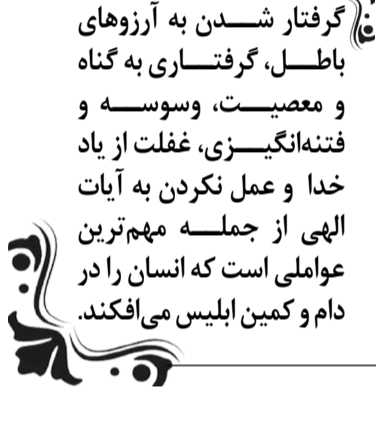 گرفتار شدن به آرزوهای
باطل، گرفتاری به گناه
و معصیت، وسوسه و
فتنه‌انگیزی، غفلت از یاد
خدا و عمل نکردن به آیات
الهی از جمله مهم‌ترین
عواملی است که انسان را در
دام و کمین ابلیس می‌افکند.